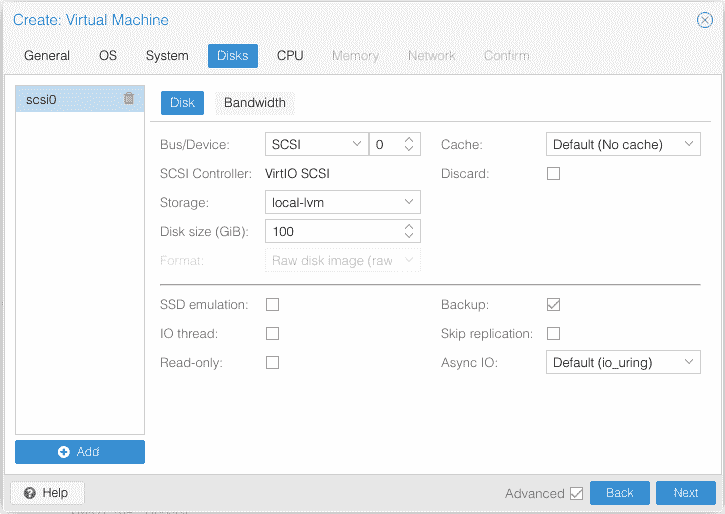 Create: Virtual Machine
General OS System Disks CPU Memory Network Confirm
scsi0
Disk Bandwidth
Bus/Device: SCSI 0 Cache: Default (No cache)
SCSI Controller: VirtIO SCSI Discard:
Storage: local-lvm
Disk size (GiB): 100
Format: Raw disk image (raw
SSD emulation: Backup:
IO thread: Skip replication:
Read-only: Async IO: Default (io_uring)
Add
Help Advanced Back Next